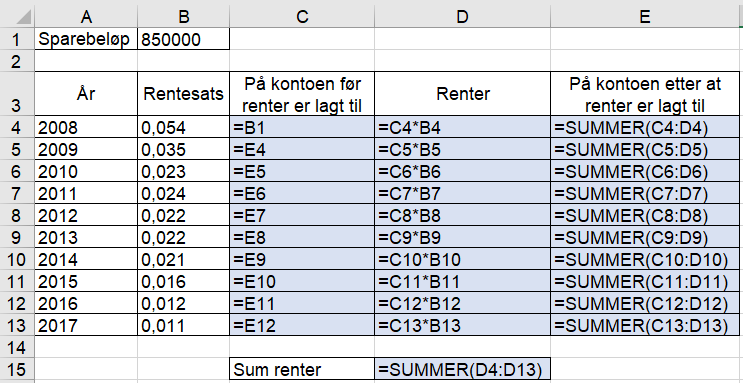 A B C D E
1 Sparebeløp 850000
2
På kontoen før På kontoen etter at
3 År Rentesats renter er lagt til Renter renter er lagt til
4 2008 0,054 =B1 =C4*B4 =SUMMER(C4:D4)
5 2009 0,035 =E4 =C5*B5 =SUMMER(C5:D5)
6 2010 0,023 =E5 =C6*B6 =SUMMER(C6:D6)
7 2011 0,024 =E6 =C7*B7 =SUMMER(C7:D7)
8 2012 0,022 =E7 =C8*B8 =SUMMER(C8:D8)
9 2013 0,022 =E8 =C9*B9 =SUMMER(C9:D9)
10 2014 0,021 =E9 =C10*B10 =SUMMER(C10:D10)
11 2015 0,016 =E10 =C11*B11 =SUMMER(C11:D11)
12 2016 0,012 =E11 =C12*B12 =SUMMER(C12:D12)
13 2017 0,011 =E12 =C13*B13 =SUMMER(C13:D13)
14
15 Sum renter =SUMMER(D4:D13)